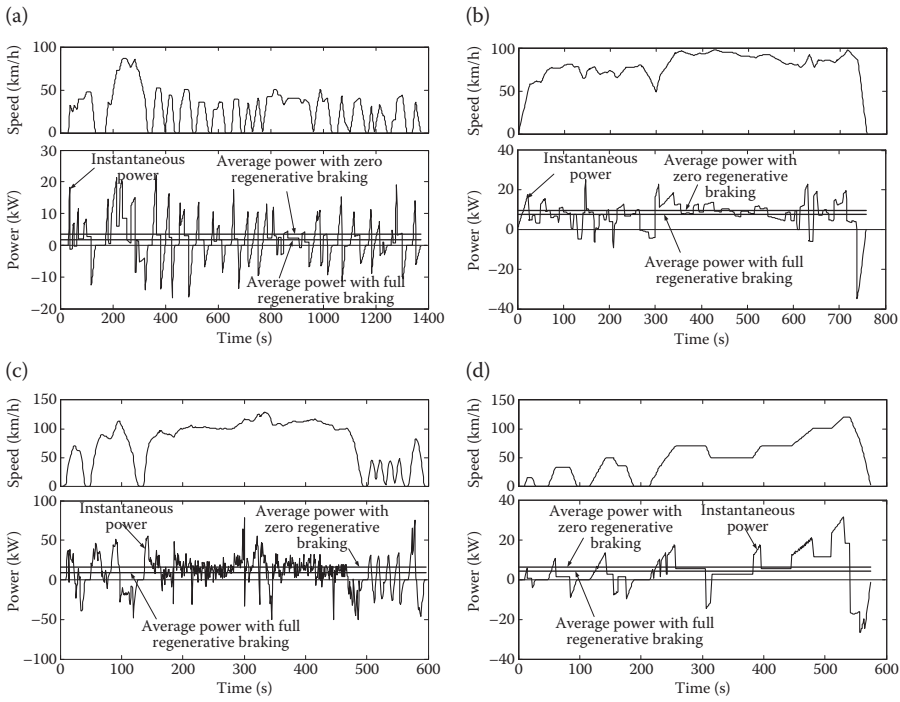 (a)
Speed (km/h)
100
50
0
Power (kW)
30
20
10
0
−10
−20
Instantaneous
power
Average power with zero
regenerative braking
Average power with full
regenerative braking
0 200 400 600 800 1000 1200 1400
Time (s)
(b)
Speed (km/h)
100
50
0
Power (kW)
40
20
0
−20
−40
Instantaneous
power
Average power with
zero regenerative
braking
Average power with full
regenerative braking
0 100 200 300 400 500 600 700 800
Time (s)
(c)
Speed (km/h)
150
100
50
0
Power (kW)
100
50
0
−50
−100
Instantaneous
power
Average power with
zero regenerative
braking
Average power with full
regenerative braking
0 100 200 300 400 500 600
Time (s)
(d)
Speed (km/h)
150
100
50
0
Power (kW)
40
20
0
−20
−40
Average power with
zero regenerative
braking
Instantaneous
power
Average power with full
regenerative braking
0 100 200 300 400 500 600
Time (s)